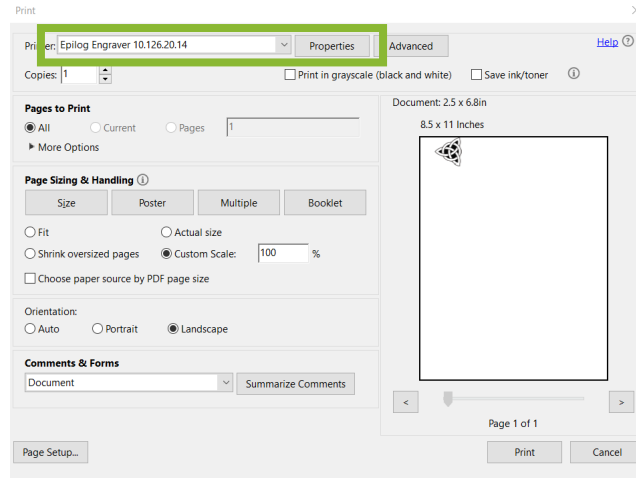 Print
Printer: Epilog Engraver 10.126.20.14 Properties Advanced Help ?
Copies: 1 Print in grayscale (black and white) Save ink/toner i
Pages to Print
All Current Pages 1
More Options
Page Sizing & Handling i
Size Poster Multiple Booklet
Fit Actual size
Shrink oversized pages Custom Scale: 100 %
Choose paper source by PDF page size
Orientation:
Auto Portrait Landscape
Comments & Forms
Document Summarize Comments
Document: 2.5 x 6.8in
8.5 x 11 Inches
< >
Page 1 of 1
Page Setup... Print Cancel